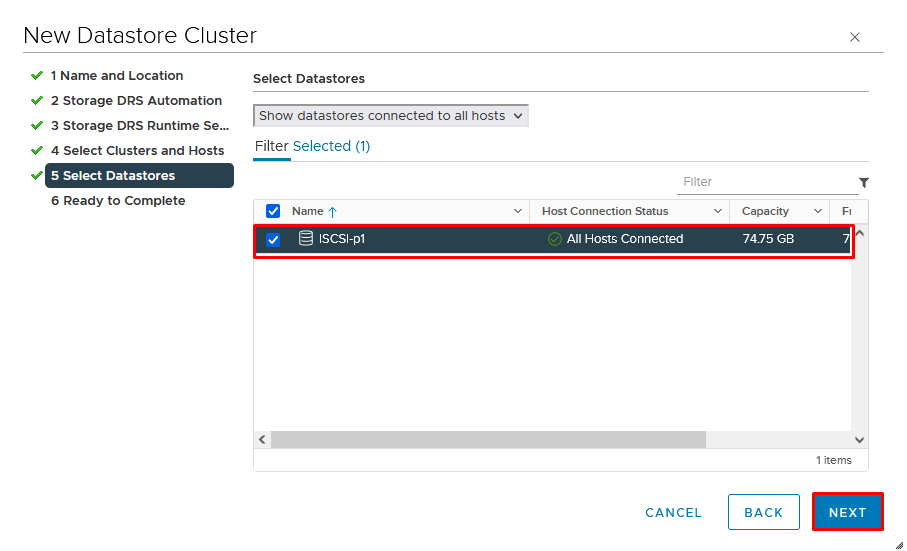 New Datastore Cluster
1 Name and Location
2 Storage DRS Automation
3 Storage DRS Runtime Se...
4 Select Clusters and Hosts
5 Select Datastores
6 Ready to Complete
Select Datastores
Show datastores connected to all hosts
Filter Selected (1)
Filter
Name Host Connection Status Capacity Fr
ISCSI-p1 All Hosts Connected 74.75 GB 7
1 items
CANCEL BACK NEXT